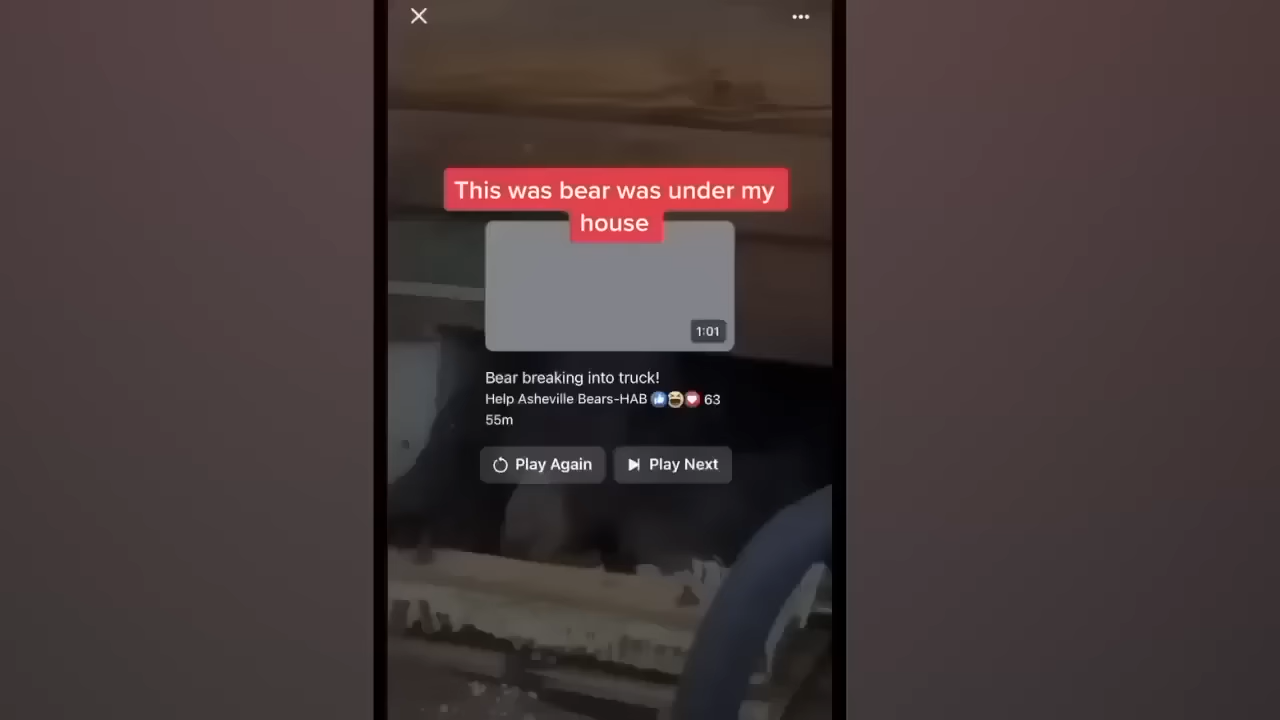 This was bear was under my
house
1:01
Bear breaking into truck!
Help Asheville Bears-HAB 63
55m
Play Again Play Next